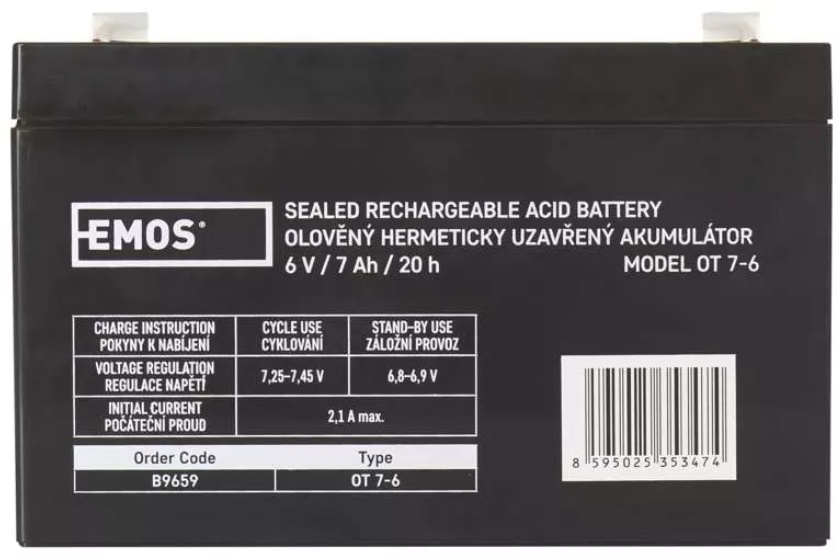 EMOS®
SEALED RECHARGEABLE ACID BATTERY
OLOVĚNÝ HERMETICKY UZAVŘENÝ AKUMULÁTOR
6 V / 7 Ah / 20 h MODEL OT 7-6
CHARGE INSTRUCTION CYCLE USE STAND-BY USE
POKYNY K NABÍJENÍ CYKLOVÁNÍ ZÁLOŽNÍ PROVOZ
VOLTAGE REGULATION
REGULACE NAPĚTÍ
7,25-7,45 V 6,8-6,9 V
INITIAL CURRENT
POČÁTEČNÍ PROUD
2,1 A max.
Order Code Type
B9659 OT 7-6
8 595025 353474